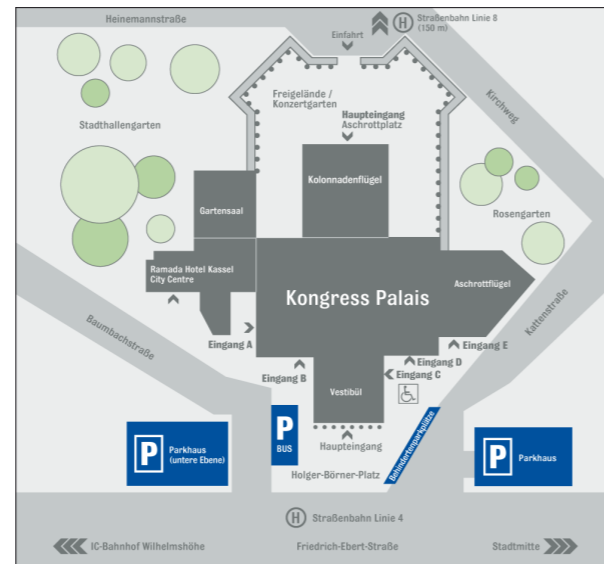 Heinemannstraße
H Straßenbahn Linie 8
(150 m)
Einfahrt
Kirchweg
Freigelände /
Konzertgarten
Haupteingang
Aschrottplatz
Stadthallengarten
Kolonnadenflügel
Gartensaal
Rosengarten
Ramada Hotel Kassel
City Centre
Kongress Palais
Aschrottflügel
Kattenstraße
Baumbachstraße
Eingang A
Eingang E
Eingang D
Eingang B
Eingang C
Vestibül
P
BUS
Behindertenparkplätze
Haupteingang
P Parkhaus
(untere Ebene)
P Parkhaus
Holger-Börner-Platz
H Straßenbahn Linie 4
IC-Bahnhof Wilhelmshöhe
Friedrich-Ebert-Straße
Stadtmitte